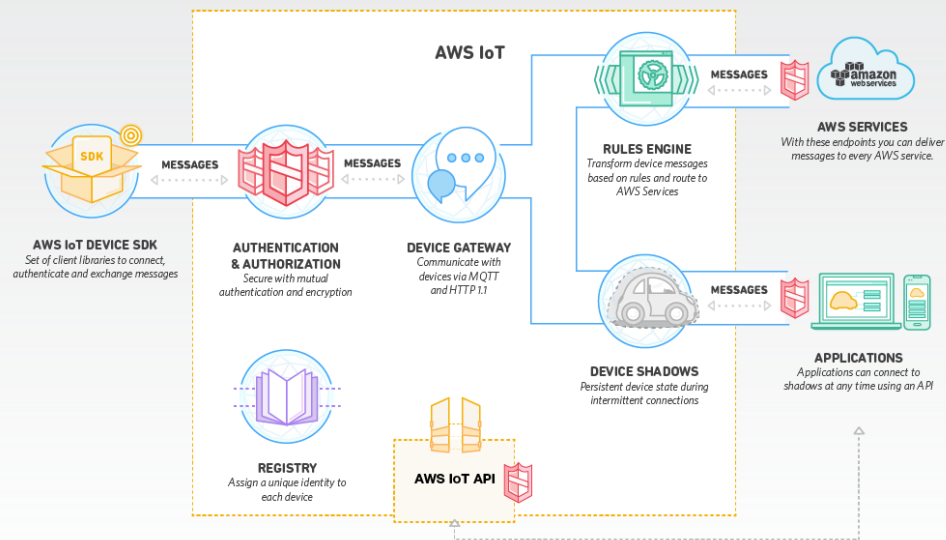 AWS IoT
SDK
MESSAGES
MESSAGES
MESSAGES
amazon
web services
AWS IoT DEVICE SDK
Set of client libraries to connect,
authenticate and exchange messages
AUTHENTICATION
& AUTHORIZATION
Secure with mutual
authentication and encryption
DEVICE GATEWAY
Communicate with
devices via MQTT
and HTTP 1.1
RULES ENGINE
Transform device messages
based on rules and route to
AWS Services
AWS SERVICES
With these endpoints you can deliver
messages to every AWS service.
MESSAGES
DEVICE SHADOWS
Persistent device state during
intermittent connections
APPLICATIONS
Applications can connect to
shadows at any time using an API
REGISTRY
Assign a unique identity to
each device
AWS IoT API